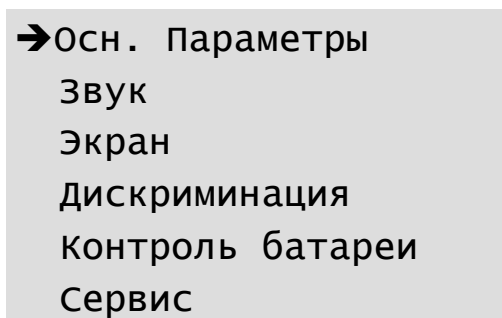 ➔Осн. Параметры
Звук
Экран
Дискриминация
Контроль батареи
Сервис